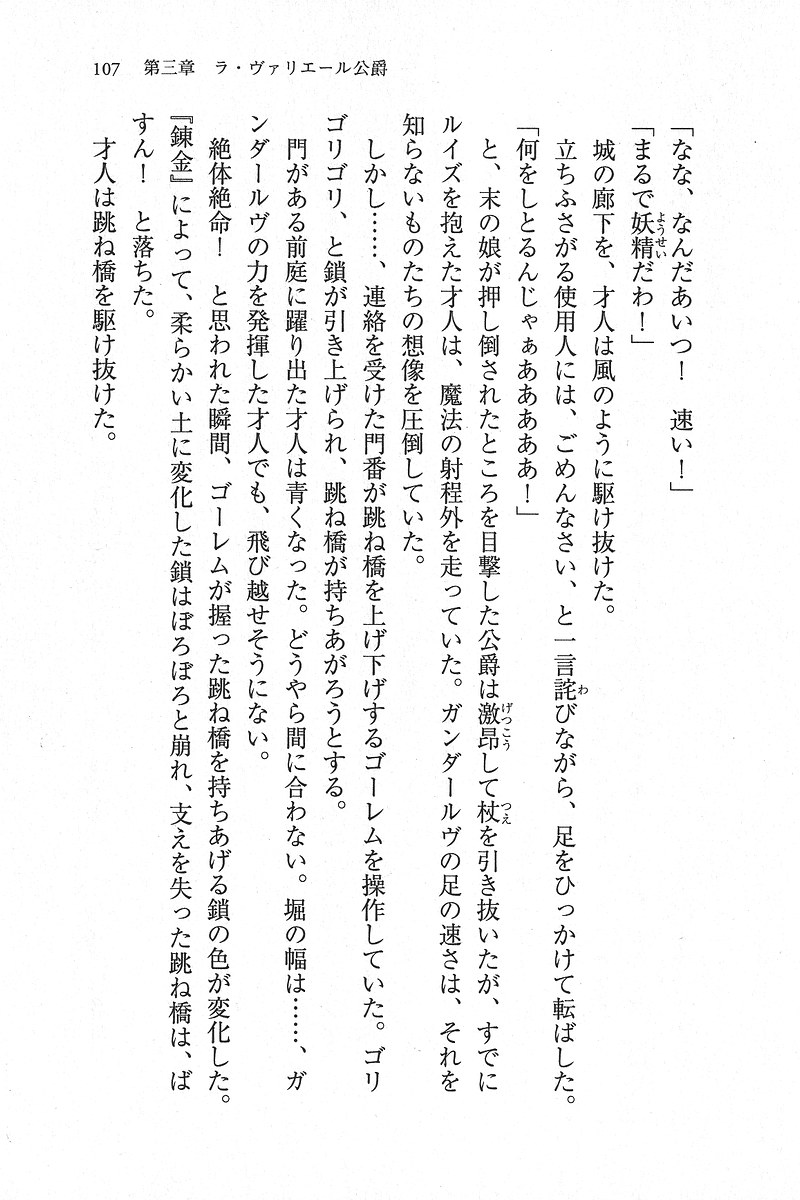 107　第三章　ラ・ヴァリエール公爵
「なな、なんだあいつ！　速い！」
「まるで妖精だわ！」
城の廊下を、才人は風のように駆け抜けた。
立ちふさがる使用人には、ごめんなさい、と一言詫びながら、足をひっかけて転ばした。
「何をしとるんじゃぁああああ！」
と、末の娘が押し倒されたところを目撃した公爵は激昂して杖を引き抜いたが、すでに
ルイズを抱えた才人は、魔法の射程外を走っていた。ガンダールヴの足の速さは、それを
知らないものたちの想像を圧倒していた。
しかし……、連絡を受けた門番が跳ね橋を上げ下げするゴーレムを操作していた。ゴリ
ゴリゴリ、と鎖が引き上げられ、跳ね橋が持ちあがろうとする。
門がある前庭に躍り出た才人は青くなった。どうやら間に合わない。堀の幅は……、ガ
ンダールヴの力を発揮した才人でも、飛び越せそうにない。
絶体絶命！　と思われた瞬間、ゴーレムが握った跳ね橋を持ちあげる鎖の色が変化した。
『錬金』によって、柔らかい土に変化した鎖はぼろぼろと崩れ、支えを失った跳ね橋は、ば
すん！　と落ちた。
才人は跳ね橋を駆け抜けた。